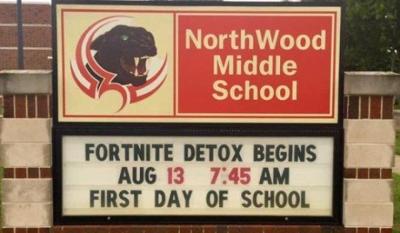 NorthWood
Middle
School
FORTNITE DETOX BEGINS
AUG 13 7:45 AM
FIRST DAY OF SCHOOL